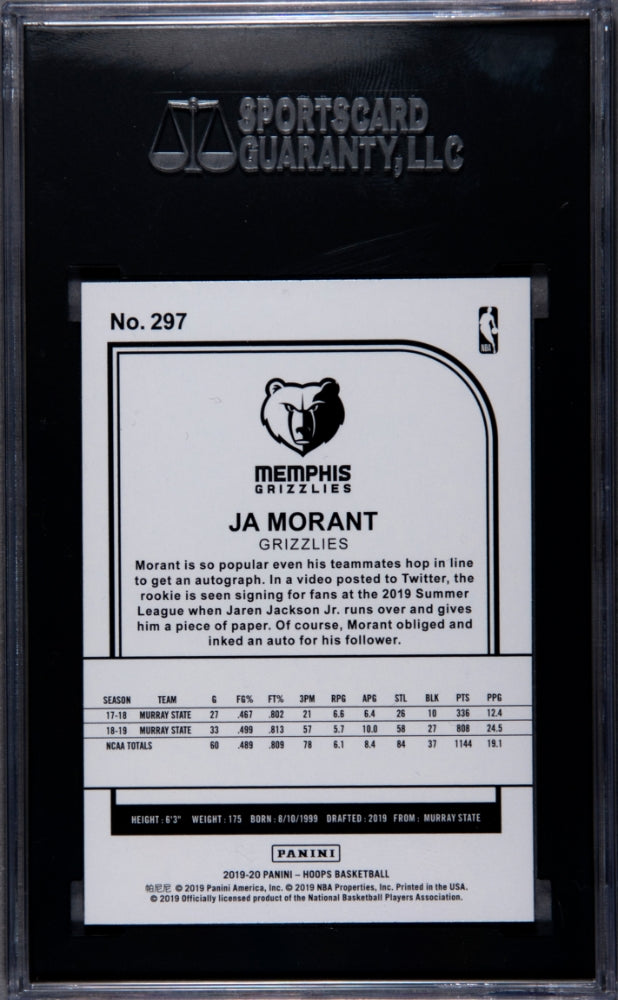 SPORTSCARD
GUARANTY, LLC
No. 297
NBA
MEMPHIS
GRIZZLIES
JA MORANT
GRIZZLIES
Morant is so popular even his teammates hop in line
to get an autograph. In a video posted to Twitter, the
rookie is seen signing for fans at the 2019 Summer
League when Jaren Jackson Jr. runs over and gives
him a piece of paper. Of course, Morant obliged and
inked an auto for his follower.
SEASON TEAM G FG% FT% 3PM RPG APG STL BLK PTS PPG
17-18 MURRAY STATE 27 .467 .802 21 6.6 6.4 26 10 336 12.4
18-19 MURRAY STATE 33 .499 .813 57 5.7 10.0 58 27 808 24.5
NCAA TOTALS 60 .489 .809 78 6.1 8.4 84 37 1144 19.1
HEIGHT: 6'3" WEIGHT: 175 BORN: 8/10/1999 DRAFTED: 2019 FROM: MURRAY STATE
PANINI
2019-20 PANINI – HOOPS BASKETBALL
帕尼尼 © 2019 Panini America, Inc. © 2019 NBA Properties, Inc. Printed in the USA.
© 2019 Officially licensed product of the National Basketball Players Association.